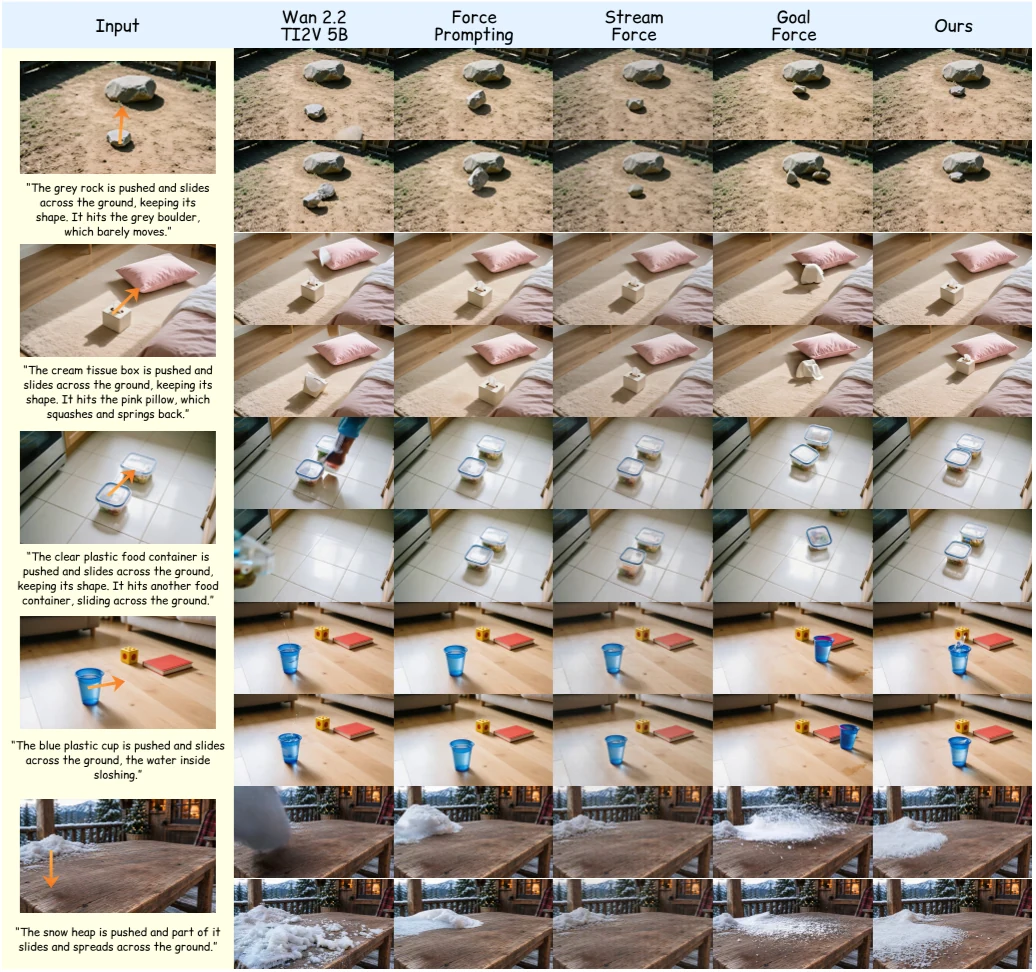 Input
Wan 2.2
TI2V 5B
Force
Prompting
Stream
Force
Goal
Force
Ours
"The grey rock is pushed and slides
across the ground, keeping its
shape. It hits the grey boulder,
which barely moves."
"The cream tissue box is pushed and
slides across the ground, keeping its
shape. It hits the pink pillow, which
squashes and springs back."
"The clear plastic food container is
pushed and slides across the ground,
keeping its shape. It hits another food
container, sliding across the ground."
"The blue plastic cup is pushed and slides
across the ground, the water inside
sloshing."
"The snow heap is pushed and part of it
slides and spreads across the ground."